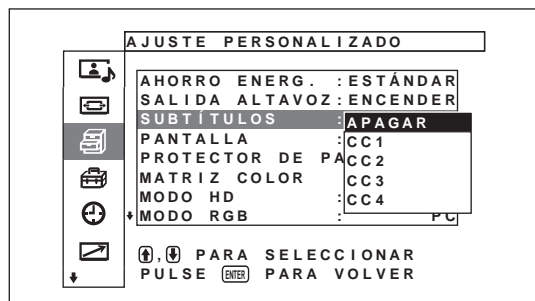 AJUSTE PERSONALIZADO
AHORRO ENERG. :ESTÁNDAR
SALIDA ALTAVOZ:ENCENDER
SUBTÍTULOS :APAGAR
PANTALLA :CC1
PROTECTOR DE PA CC2
MATRIZ COLOR CC3
MODO HD :CC4
MODO RGB : PC
, PARA SELECCIONAR
PULSE ENTER PARA VOLVER